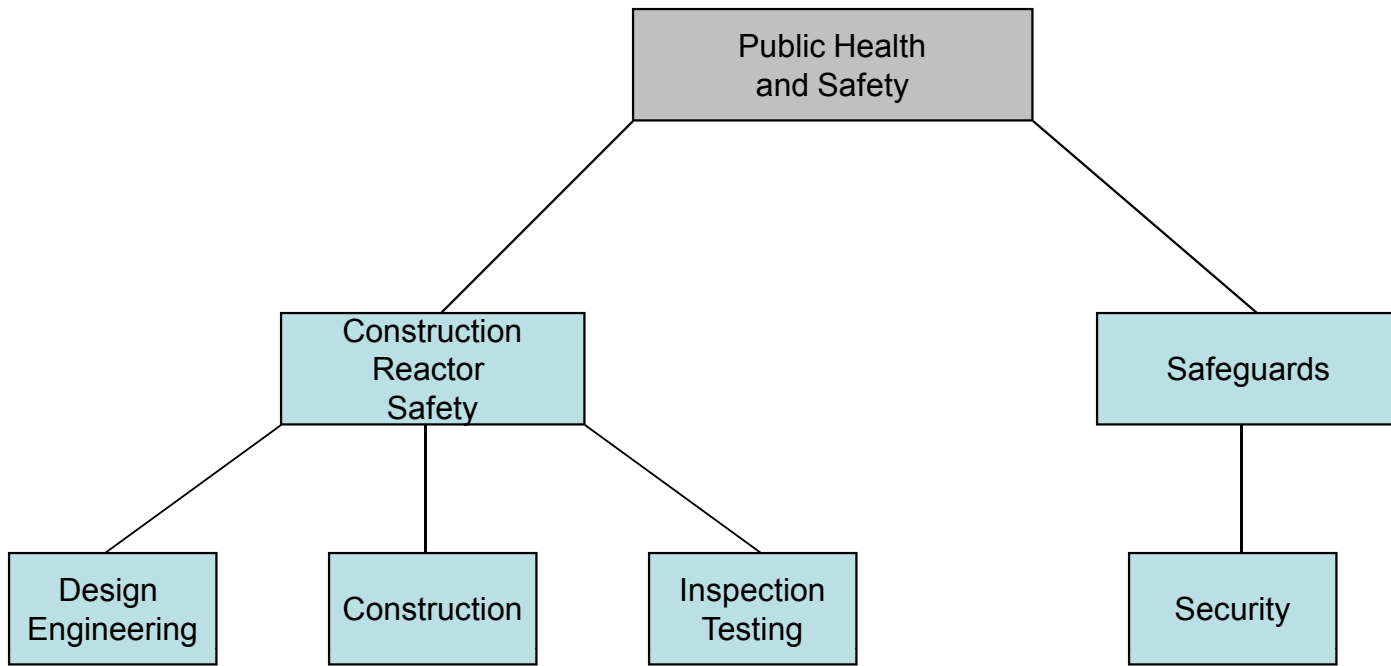 Public Health
and Safety
Construction
Reactor
Safety
Safeguards
Design
Engineering
Construction
Inspection
Testing
Security